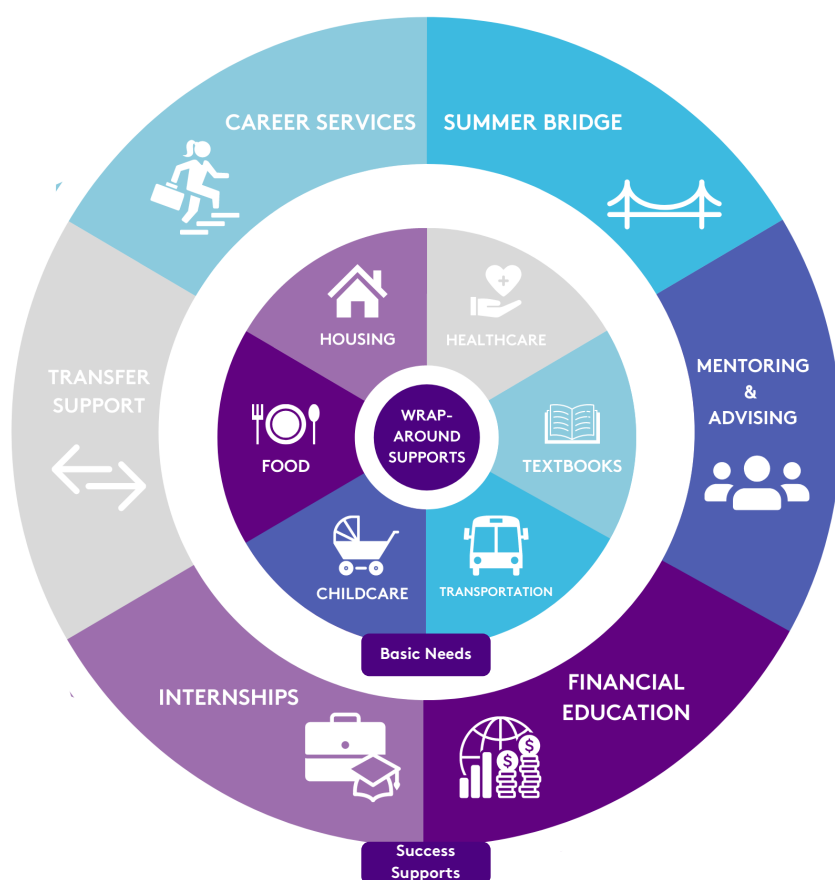 CAREER SERVICES
SUMMER BRIDGE
HOUSING
HEALTHCARE
TRANSFER
SUPPORT
MENTORING
&
ADVISING
WRAP-
AROUND
SUPPORTS
FOOD
TEXTBOOKS
CHILDCARE
TRANSPORTATION
Basic Needs
INTERNSHIPS
FINANCIAL
EDUCATION
$
$
Success
Supports